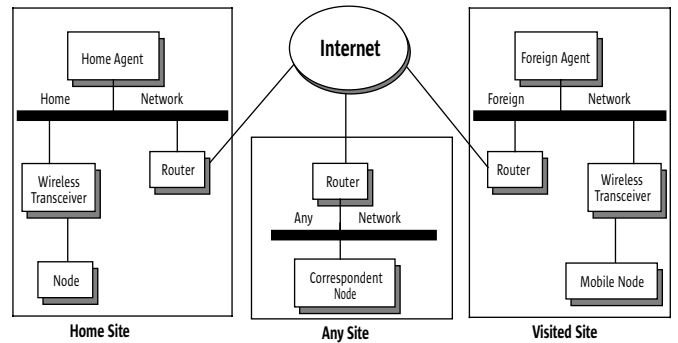 Internet
Home Agent
Home Network
Wireless
Transceiver
Router
Node
Home Site
Router
Any Network
Correspondent
Node
Any Site
Foreign Agent
Foreign Network
Router
Wireless
Transceiver
Mobile Node
Visited Site